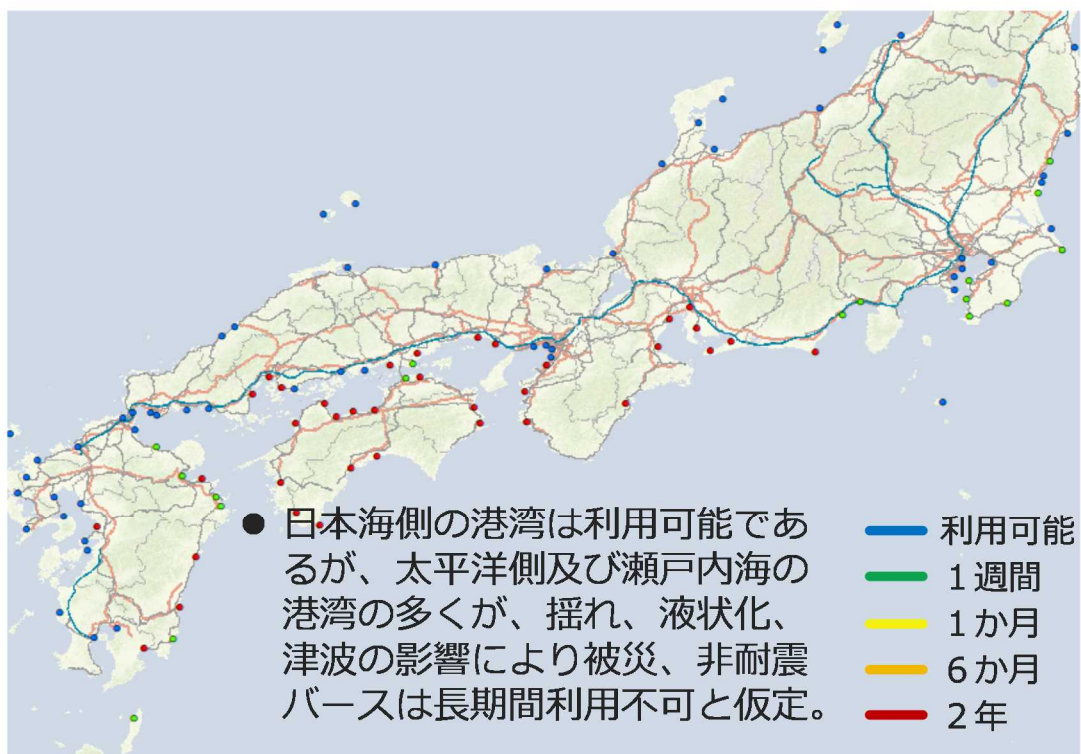 ● 日本海側の港湾は利用可能であ
るが、太平洋側及び瀬戸内海の
港湾の多くが、揺れ、液状化、
津波の影響により被災、非耐震
バースは長期間利用不可と仮定。
利用可能
1週間
1か月
6か月
2年